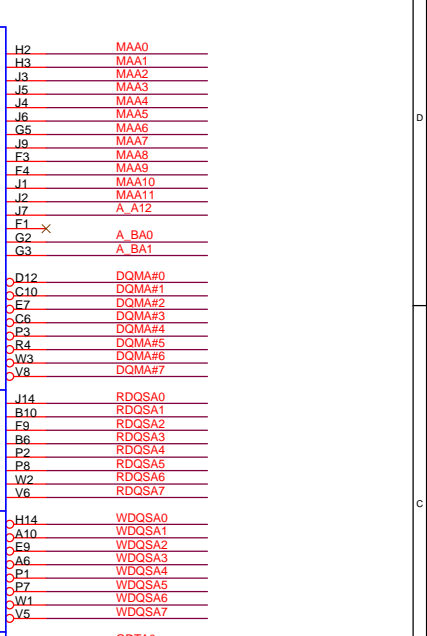 H2 MAA0
H3 MAA1
J3 MAA2
J5 MAA3
J4 MAA4
J6 MAA5
G5 MAA6
J9 MAA7
F3 MAA8
F4 MAA9
J1 MAA10
J2 MAA11
J7 A_A12
F1
G2 A_BA0
G3 A_BA1
D12 DQMA#0
C10 DQMA#1
E7 DQMA#2
C6 DQMA#3
P3 DQMA#4
R4 DQMA#5
W3 DQMA#6
V8 DQMA#7
J14 RDQSA0
B10 RDQSA1
F9 RDQSA2
B6 RDQSA3
P2 RDQSA4
P8 RDQSA5
W2 RDQSA6
V6 RDQSA7
H14 WDQSA0
A10 WDQSA1
E9 WDQSA2
A6 WDQSA3
P1 WDQSA4
P7 WDQSA5
W1 WDQSA6
V5 WDQSA7
D
C